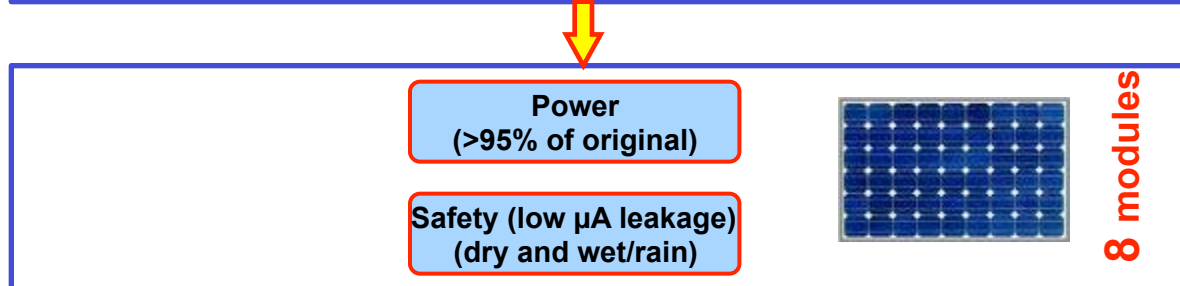 Power
(>95% of original)
Safety (low µA leakage)
(dry and wet/rain)
8 modules